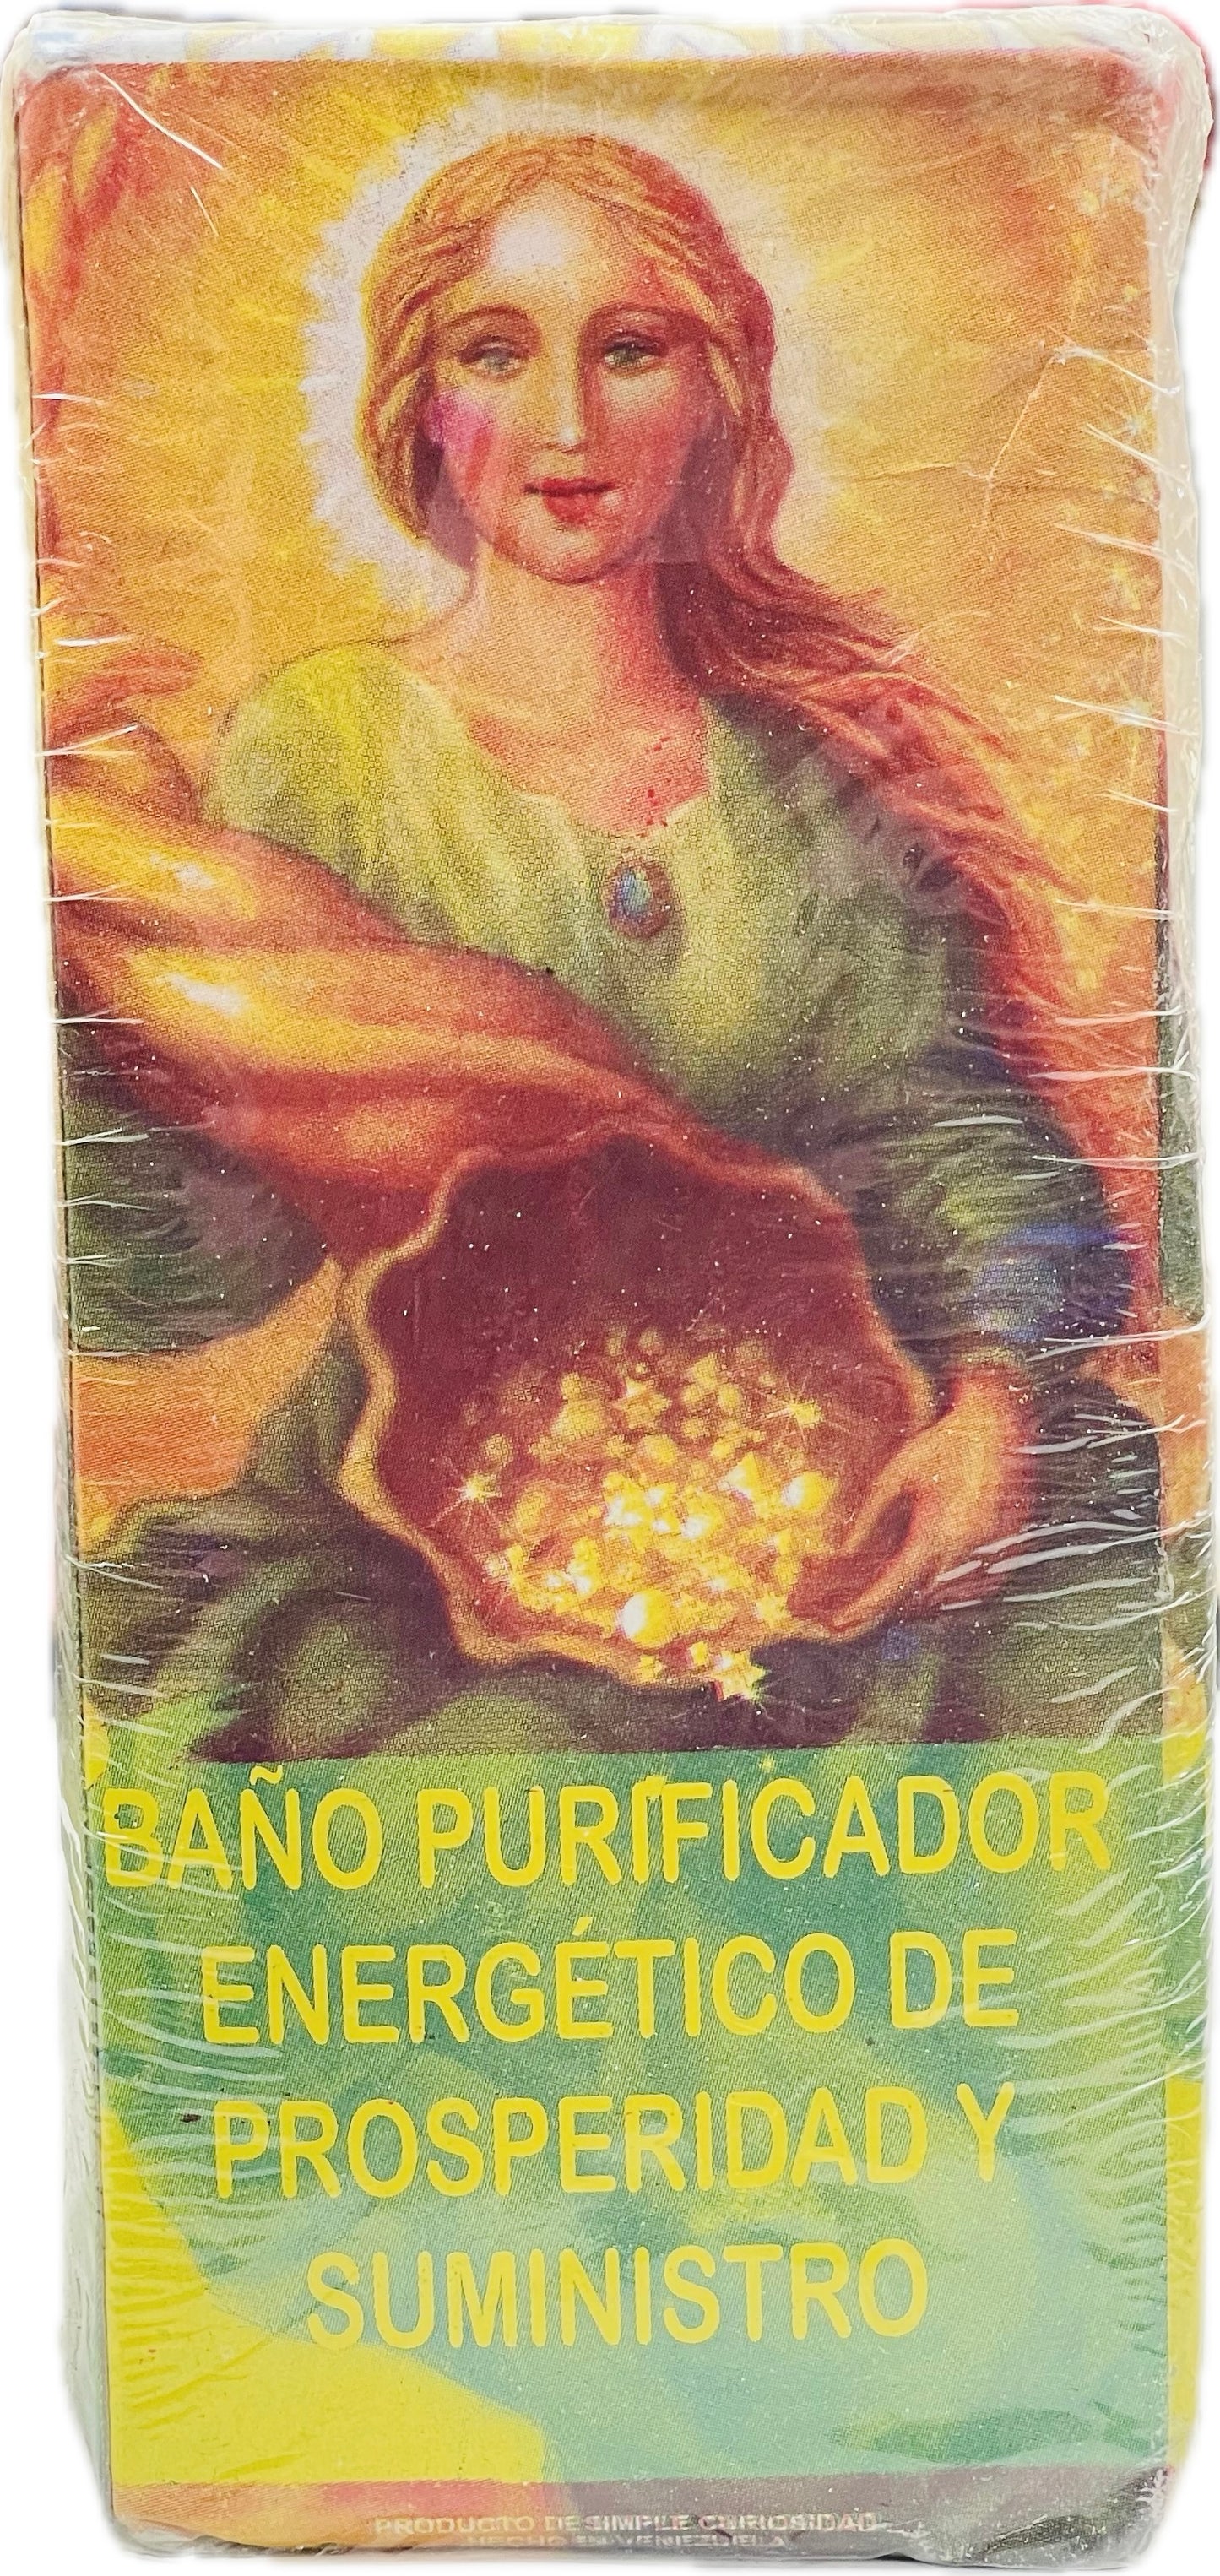 BAÑO PURIFICADOR
ENERGÉTICO DE
PROSPERIDAD Y
SUMINISTRO
PRODUCTO DE SIMPLE CURIOSIDAD
HECHO EN VENEZUELA